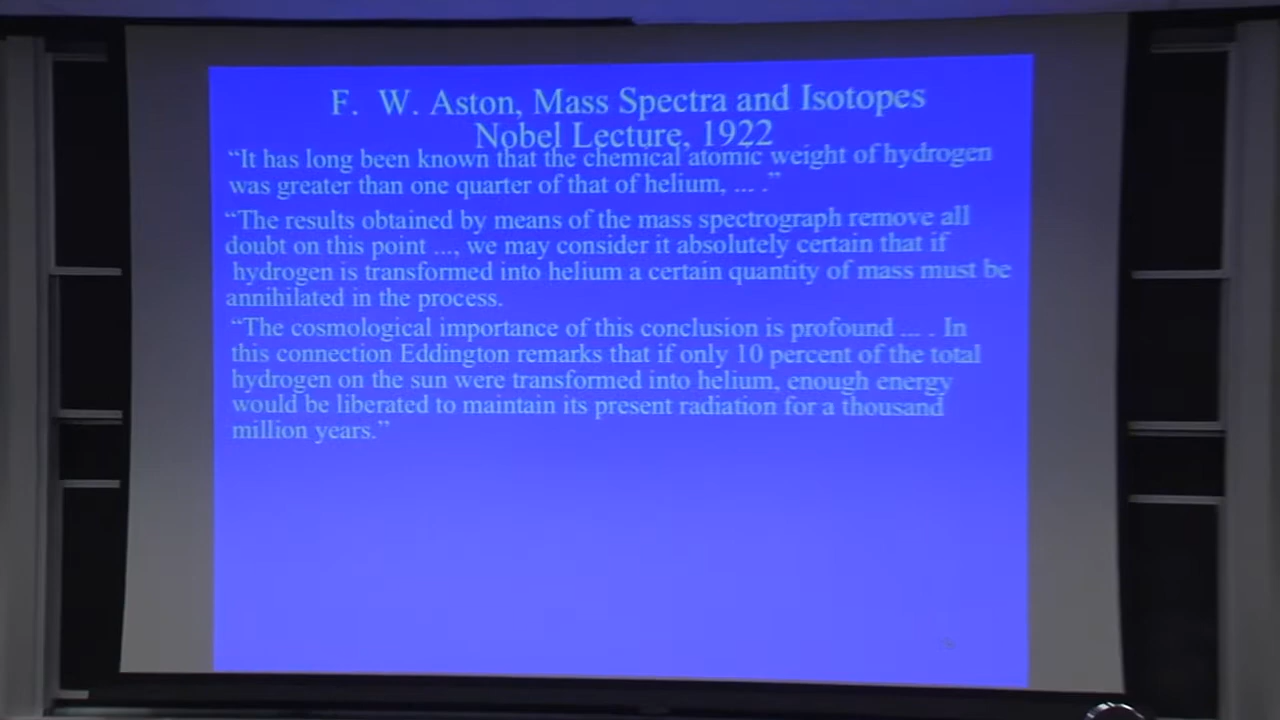 F. W. Aston, Mass Spectra and Isotopes
Nobel Lecture, 1922
“It has long been known that the chemical atomic weight of hydrogen
was greater than one quarter of that of helium, ... .”
“The results obtained by means of the mass spectrograph remove all
doubt on this point ..., we may consider it absolutely certain that if
hydrogen is transformed into helium a certain quantity of mass must be
annihilated in the process.
“The cosmological importance of this conclusion is profound ... . In
this connection Eddington remarks that if only 10 percent of the total
hydrogen on the sun were transformed into helium, enough energy
would be liberated to maintain its present radiation for a thousand
million years.”